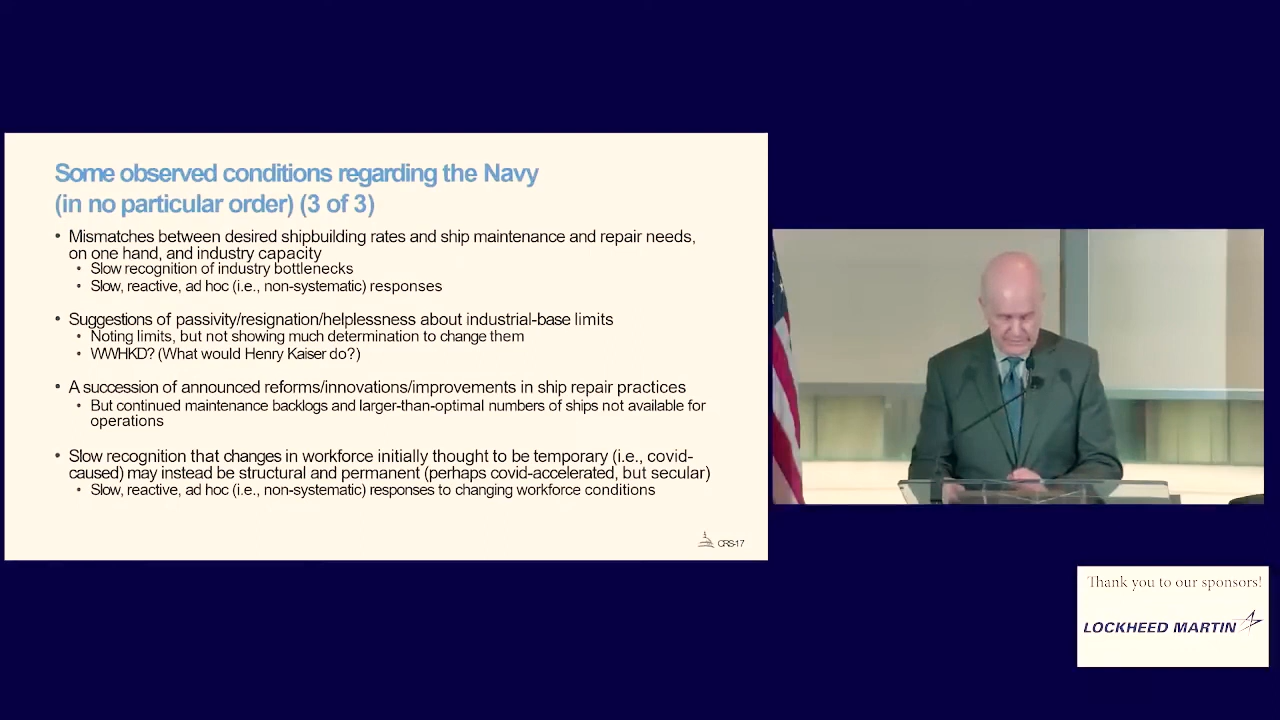 Some observed conditions regarding the Navy
(in no particular order) (3 of 3)
• Mismatches between desired shipbuilding rates and ship maintenance and repair needs,
on one hand, and industry capacity
• Slow recognition of industry bottlenecks
• Slow, reactive, ad hoc (i.e., non-systematic) responses
• Suggestions of passivity/resignation/helplessness about industrial-base limits
• Noting limits, but not showing much determination to change them
• WWHKD? (What would Henry Kaiser do?)
• A succession of announced reforms/innovations/improvements in ship repair practices
• But continued maintenance backlogs and larger-than-optimal numbers of ships not available for
operations
• Slow recognition that changes in workforce initially thought to be temporary (i.e., covid-
caused) may instead be structural and permanent (perhaps covid-accelerated, but secular)
• Slow, reactive, ad hoc (i.e., non-systematic) responses to changing workforce conditions
CRS-17
Thank you to our sponsors!
LOCKHEED MARTIN